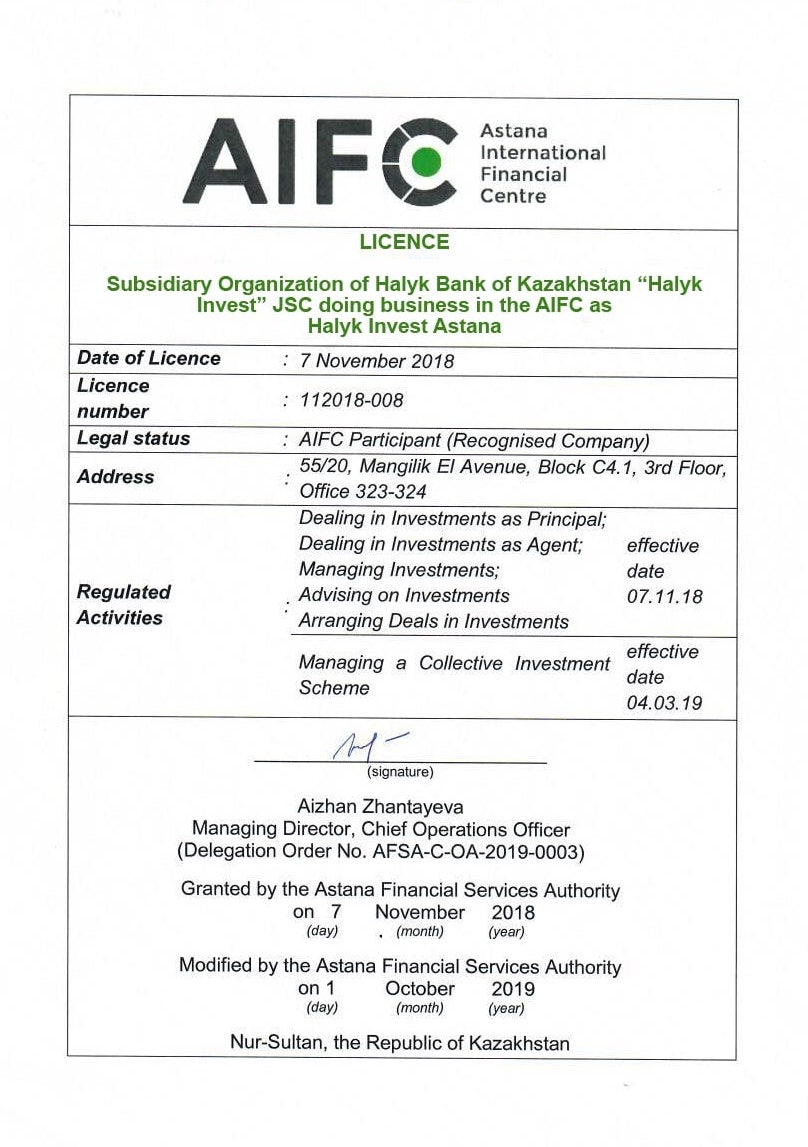 AIFC
Astana
International
Financial
Centre
LICENCE
Subsidiary Organization of Halyk Bank of Kazakhstan “Halyk
Invest” JSC doing business in the AIFC as
Halyk Invest Astana
Date of Licence : 7 November 2018
Licence
number : 112018-008
Legal status : AIFC Participant (Recognised Company)
Address : 55/20, Mangilik El Avenue, Block C4.1, 3rd Floor,
Office 323-324
Regulated
Activities :
Dealing in Investments as Principal;
Dealing in Investments as Agent;
Managing Investments;
Advising on Investments
Arranging Deals in Investments
effective
date
07.11.18
Managing a Collective Investment
Scheme
effective
date
04.03.19
(signature)
Aizhan Zhantayeva
Managing Director, Chief Operations Officer
(Delegation Order No. AFSA-C-OA-2019-0003)
Granted by the Astana Financial Services Authority
on 7 November 2018
(day) (month) (year)
Modified by the Astana Financial Services Authority
on 1 October 2019
(day) (month) (year)
Nur-Sultan, the Republic of Kazakhstan